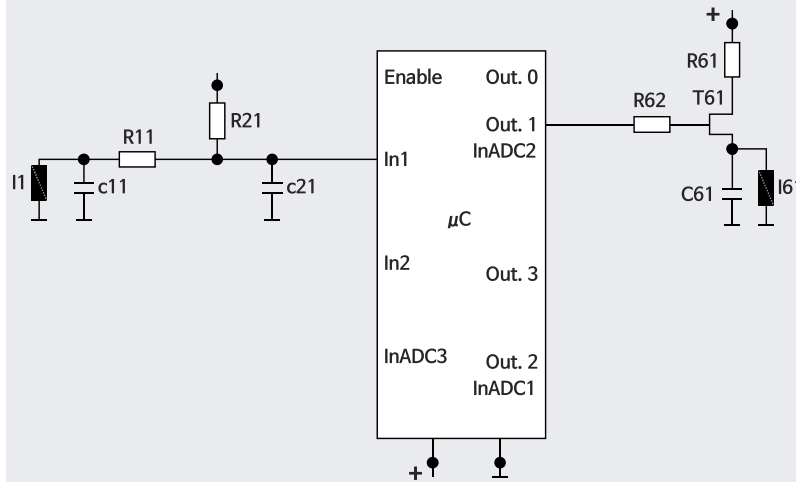 +
R61
Enable
Out. 0
R62
T61
R21
Out. 1
R11
InADC2
In1
I1
c11
c21
C61
I61
µC
In2
Out. 3
InADC3
Out. 2
InADC1
+